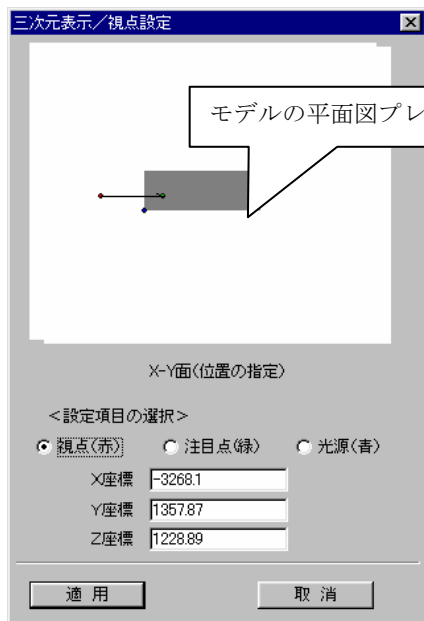 三次元表示/視点設定
モデルの平面図プレ
X-Y面(位置の指定)
<設定項目の選択>
視点(赤) 注目点(緑) 光源(青)
X座標 -3268.1
Y座標 1357.87
Z座標 1228.89
適用 取消